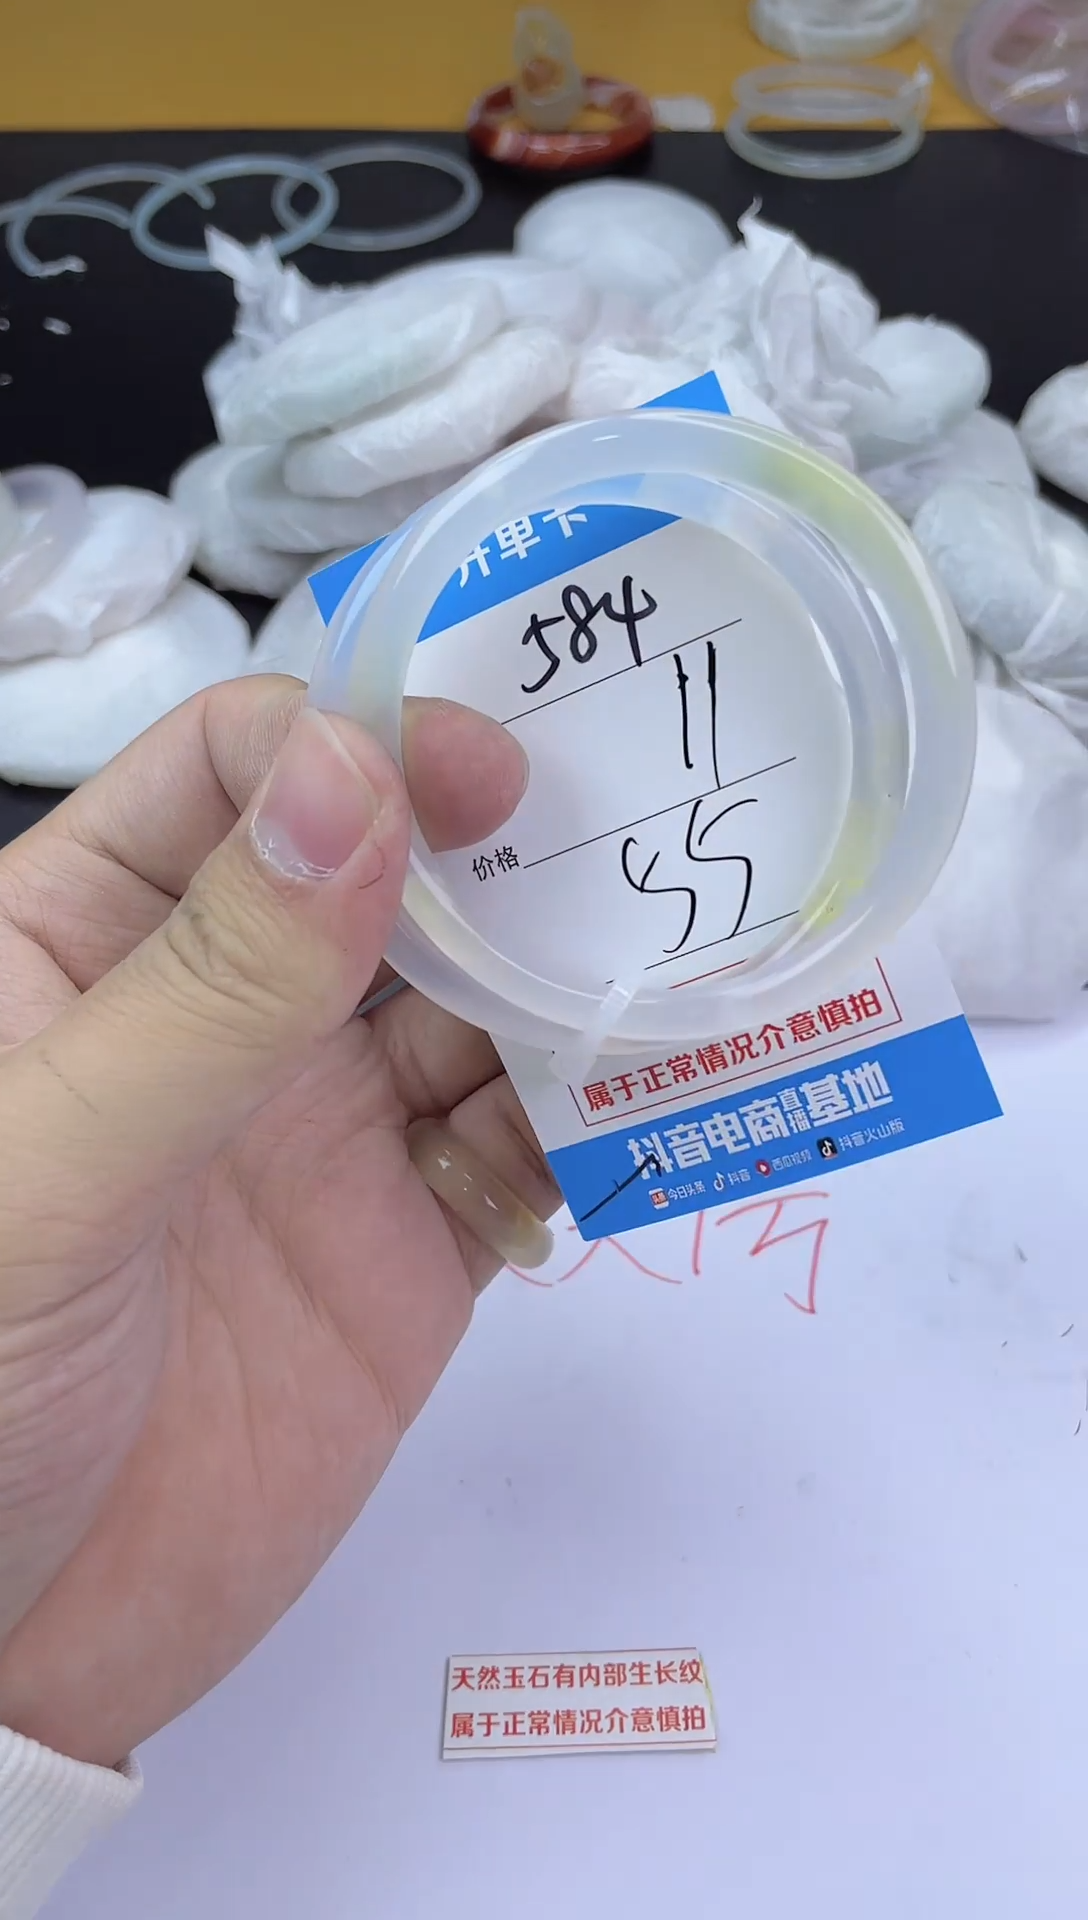 开单卡
584
11
价格
55
属于正常情况介意慎拍
抖音电商直播基地
今日头条 抖音 西瓜视频 抖音火山版
天然玉石有内部生长纹
属于正常情况介意慎拍